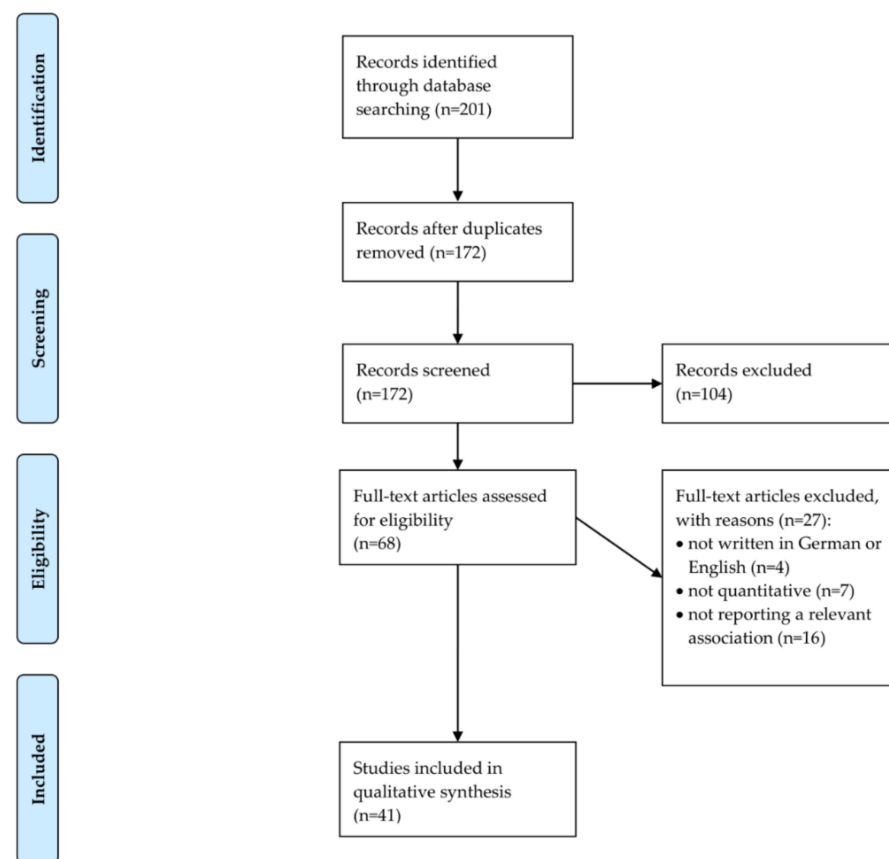 Identification
Records identified
through database
searching (n=201)
Records after duplicates
removed (n=172)
Screening
Records screened
(n=172)
Records excluded
(n=104)
Eligibility
Full-text articles assessed
for eligibility
(n=68)
Full-text articles excluded,
with reasons (n=27):
• not written in German or
English (n=4)
• not quantitative (n=7)
• not reporting a relevant
association (n=16)
Included
Studies included in
qualitative synthesis
(n=41)